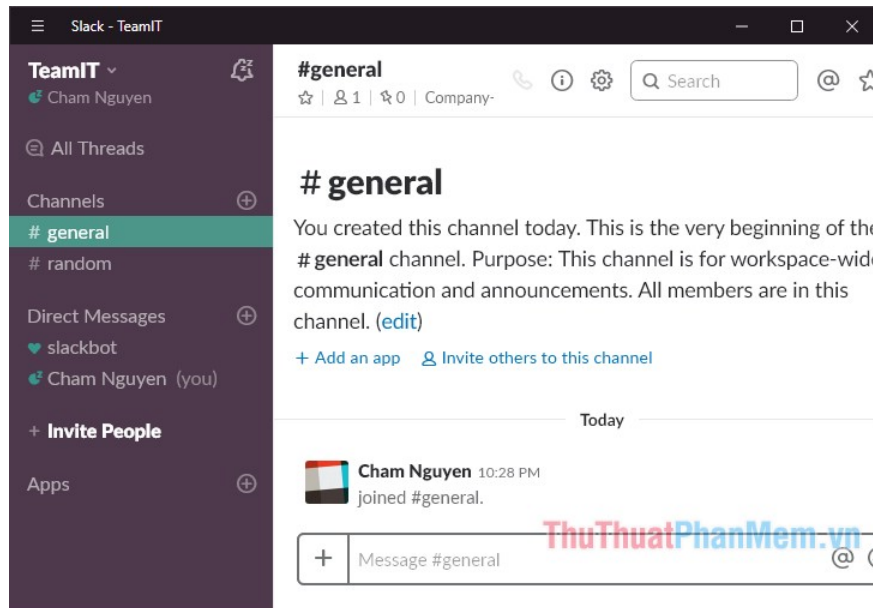 Slack - TeamIT
TeamIT
Cham Nguyen
All Threads
Channels
# general
# random
Direct Messages
slackbot
Cham Nguyen (you)
+ Invite People
Apps
#general
1 | 0 | Company-
Search
# general
You created this channel today. This is the very beginning of the
# general channel. Purpose: This channel is for workspace-wide
communication and announcements. All members are in this
channel. (edit)
+ Add an app Invite others to this channel
Today
Cham Nguyen 10:28 PM
joined #general.
Message #general
ThuThuatPhanMem.vn